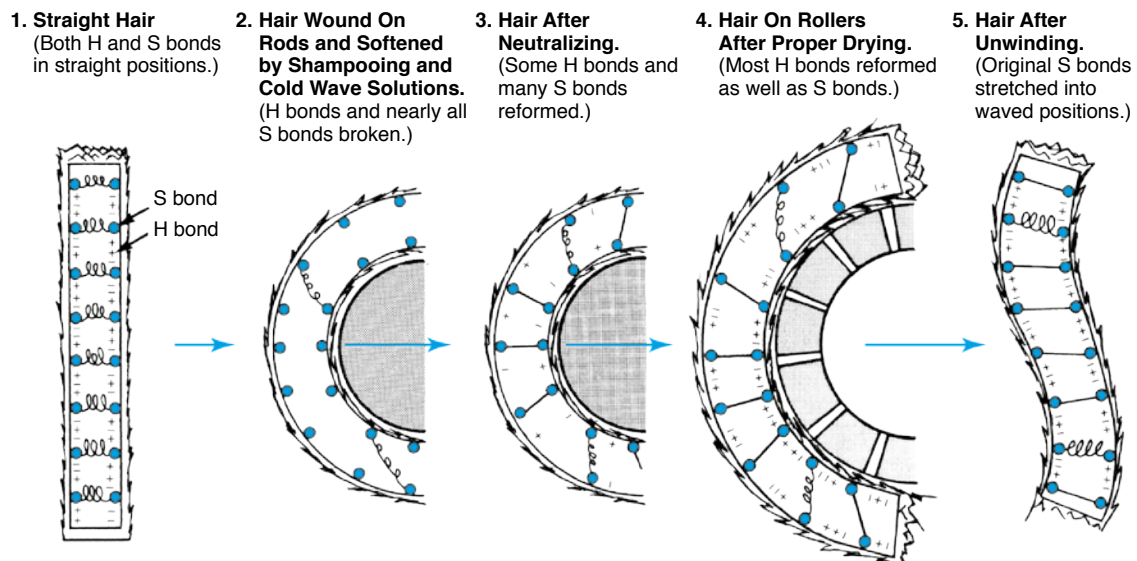 1. Straight Hair
(Both H and S bonds
in straight positions.)
2. Hair Wound On
Rods and Softened
by Shampooing and
Cold Wave Solutions.
(H bonds and nearly all
S bonds broken.)
3. Hair After
Neutralizing.
(Some H bonds and
many S bonds
reformed.)
4. Hair On Rollers
After Proper Drying.
(Most H bonds reformed
as well as S bonds.)
5. Hair After
Unwinding.
(Original S bonds
stretched into
waved positions.)
S bond
H bond